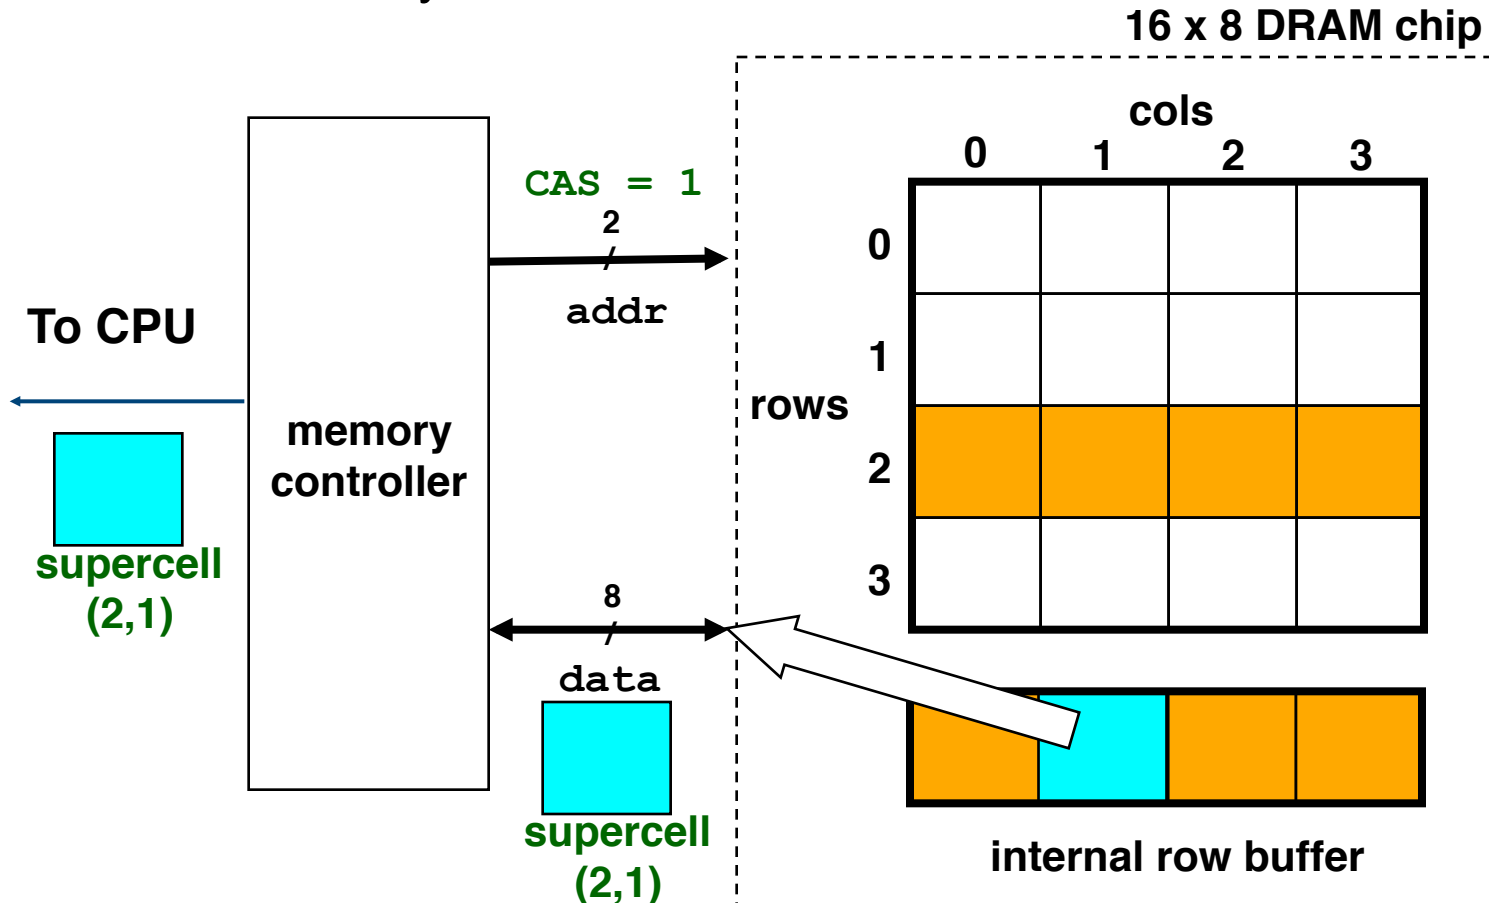 16 x 8 DRAM chip
cols
0 1 2 3
CAS = 1
2
/
addr
0
To CPU
1
rows
memory
controller
2
supercell
(2,1)
3
8
/
data
supercell
(2,1)
internal row buffer